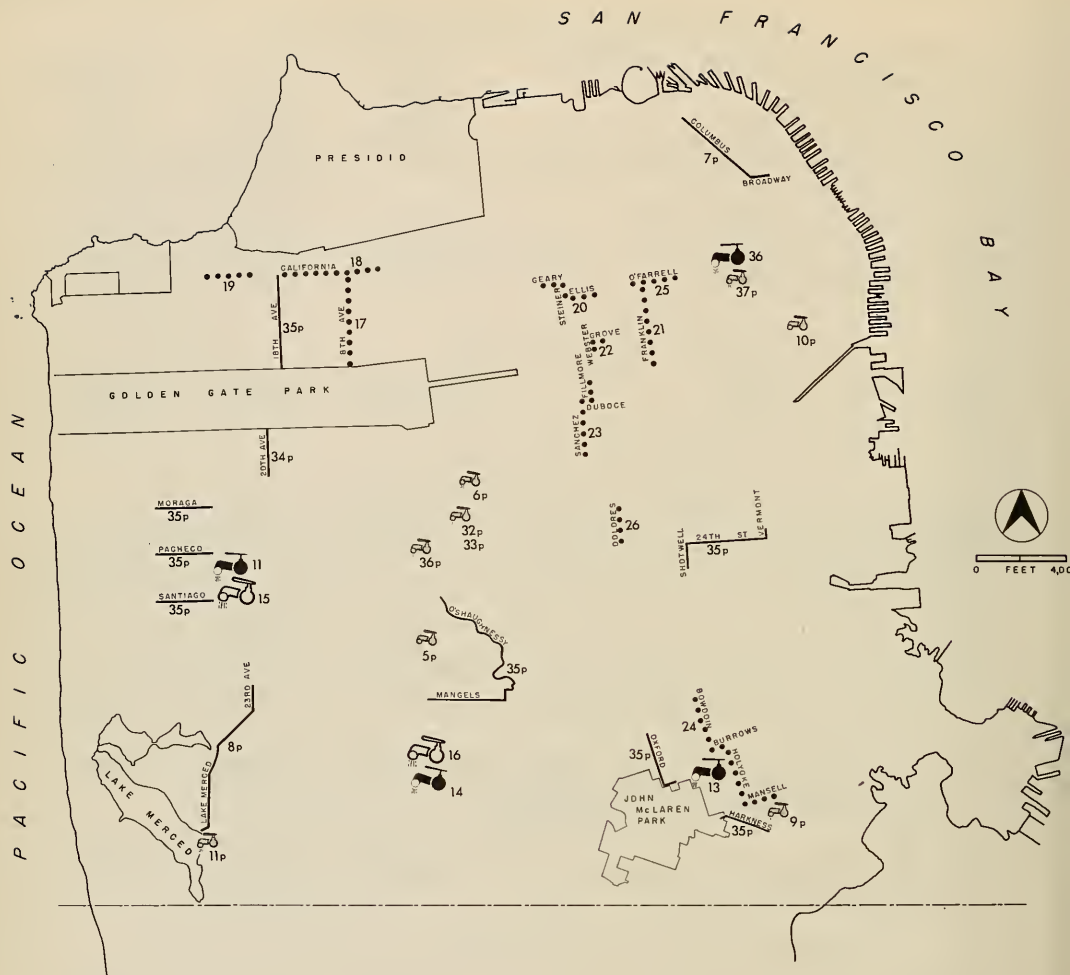 SAN FRANCISCO BAY
PRESIDIO
COLUMBUS
7p
BROADWAY
36
37p
10p
CALIFORNIA 18
19
18TH AVE
35p
8TH AVE
17
GEARY
ELLIS
20
STEINER
O'FARRELL
25
FRANKLIN
21
WEBSTER
GROVE
22
FILLMORE
DUBOCE
SANCHEZ
23
GOLDEN GATE PARK
20TH AVE
34p
MORAGA
35p
PACHECO
35p
11
SANTIAGO
35p
15
6p
32p
33p
36p
DOLORES
26
SHOTWELL
24TH ST
35p
VERMONT
0 FEET 4,00
O'SHAUGHNESSY
35p
5p
MANGELS
PACIFIC OCEAN
23RD AVE
8p
LAKE MERCED
LAKE MERCED
11p
16
14
BOWDOIN
24
BURROWS
HOLYOKE
OXFORD
35p
13
MANSELL
9p
JOHN
McLAREN
PARK
HARKNESS
35p